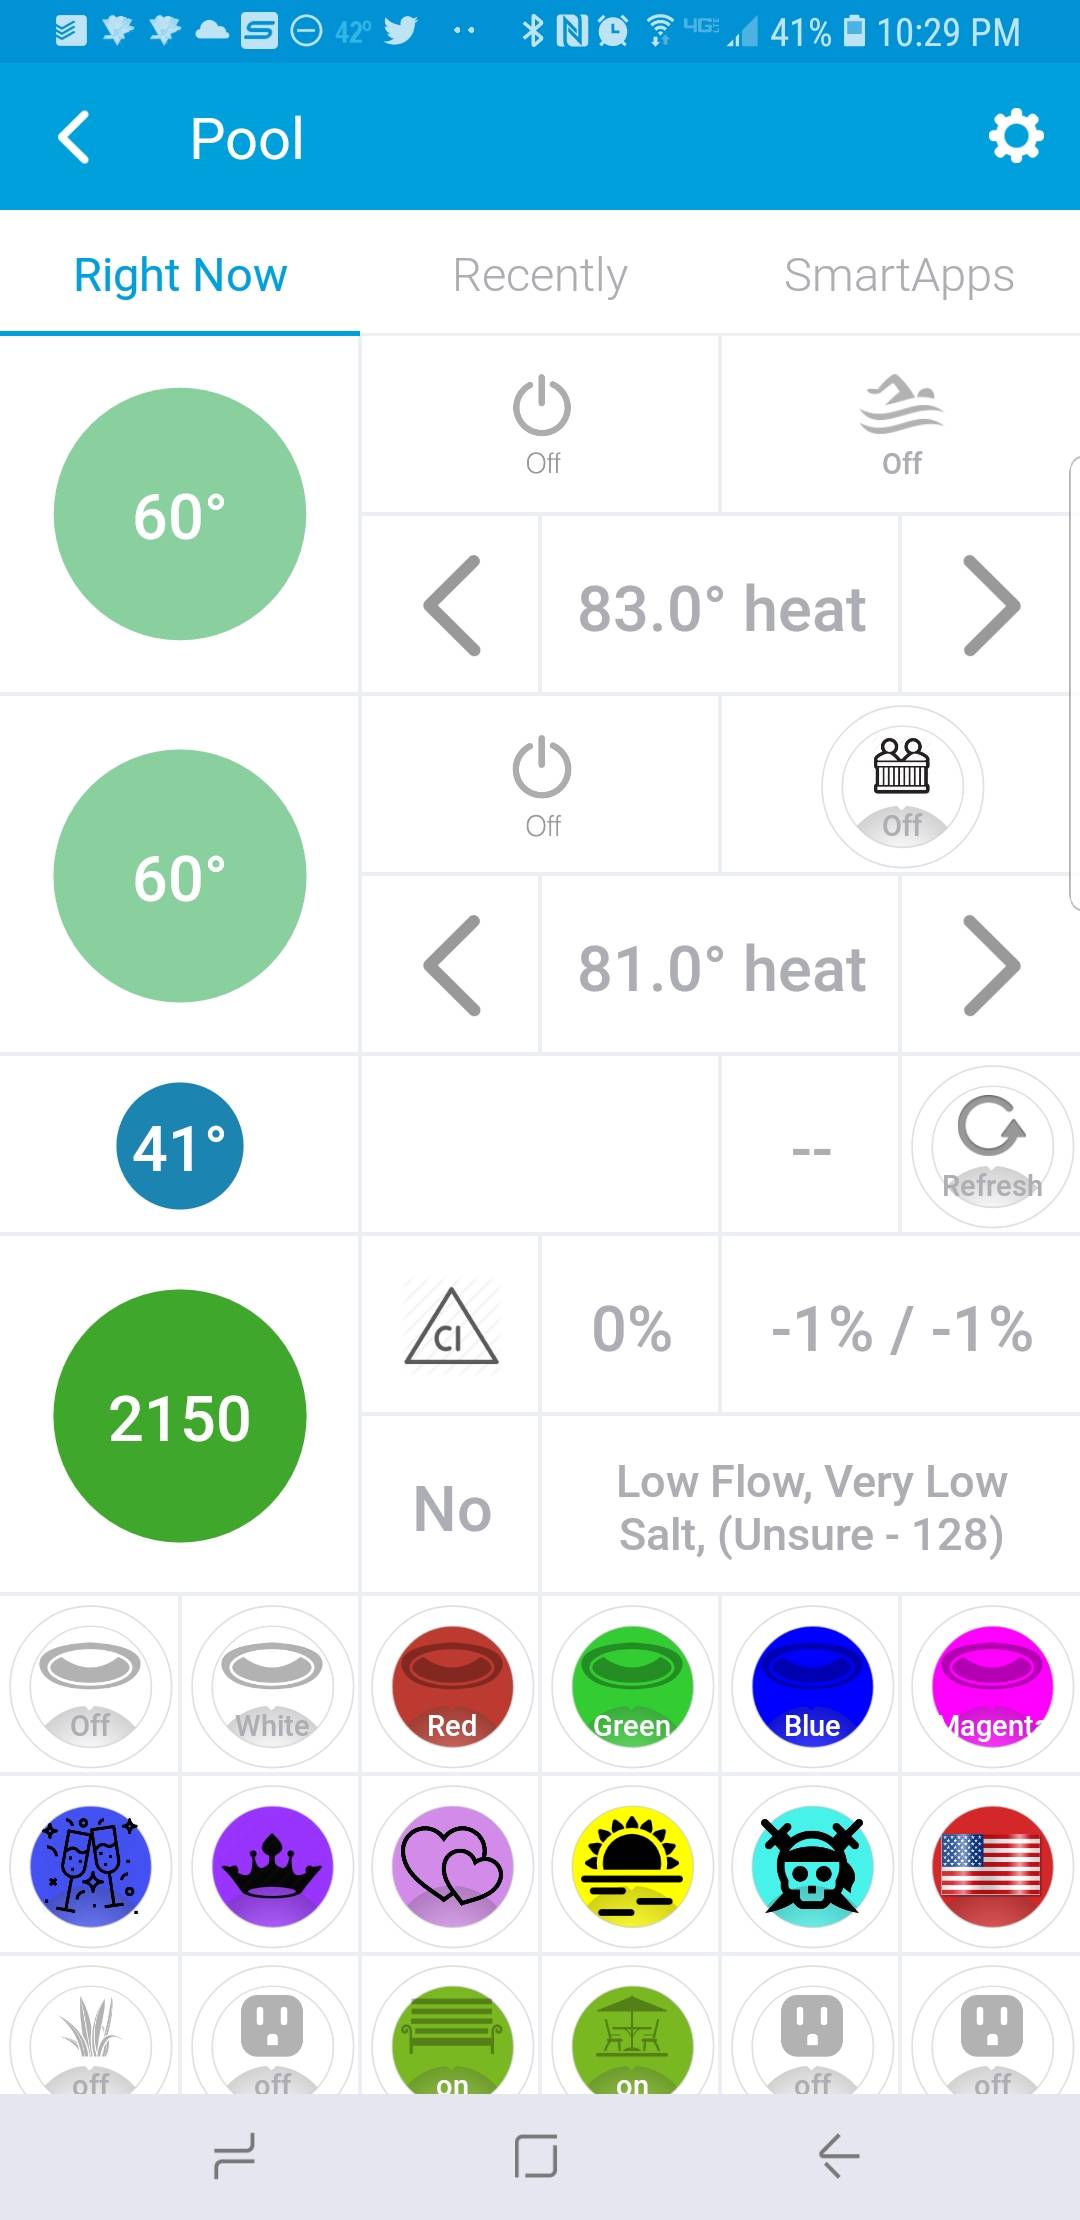 42° 4G 41% 10:29 PM
Pool
Right Now Recently SmartApps
60°
Off Off
83.0° heat
60°
Off Off
81.0° heat
41° -- Refresh
2150
Cl 0% -1% / -1%
No
Low Flow, Very Low
Salt, (Unsure - 128)
Off White Red Green Blue Magenta
off off on on off off